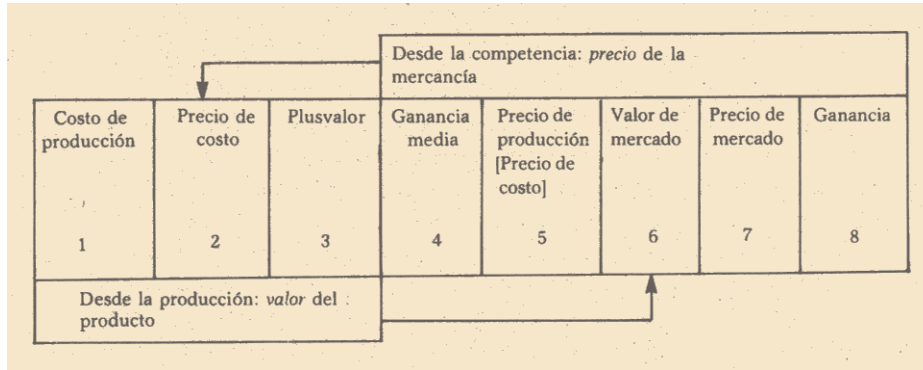 Desde la competencia: precio de la
mercancía
Costo de
producción
1
Precio de
costo
2
Plusvalor
3
Ganancia
media
4
Precio de
producción
[Precio de
costo]
5
Valor de
mercado
6
Precio de
mercado
7
Ganancia
8
Desde la producción: valor del
producto